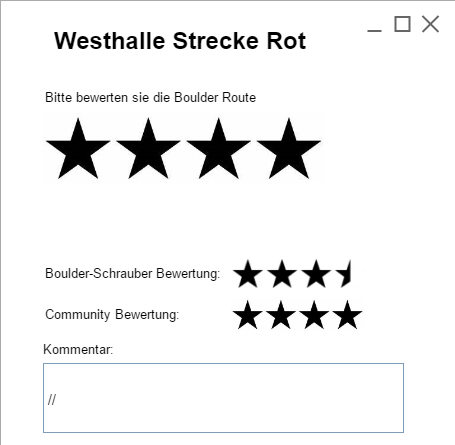 Westhalle Strecke Rot
Bitte bewerten sie die Boulder Route
Boulder-Schrauber Bewertung:
Community Bewertung:
Kommentar:
//